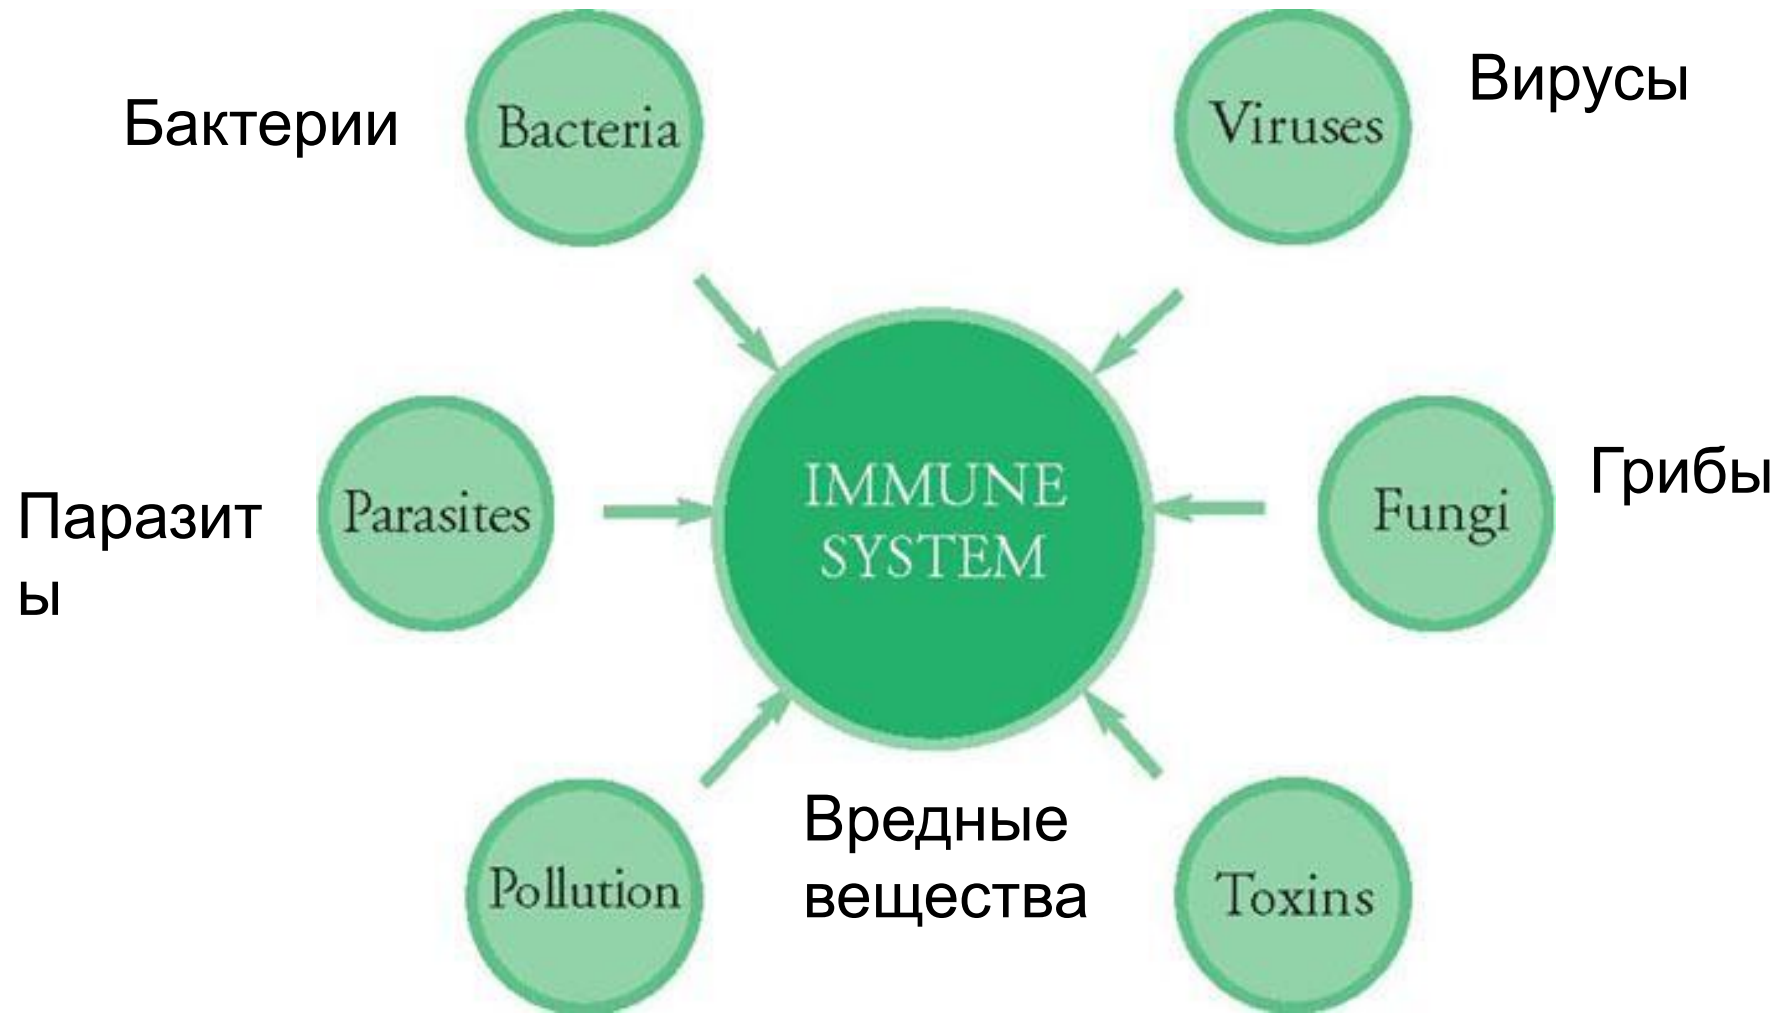 Бактерии
Bacteria
Viruses
Вирусы
Паразит
ы
Parasites
IMMUNE
SYSTEM
Fungi
Грибы
Pollution
Вредные
вещества
Toxins